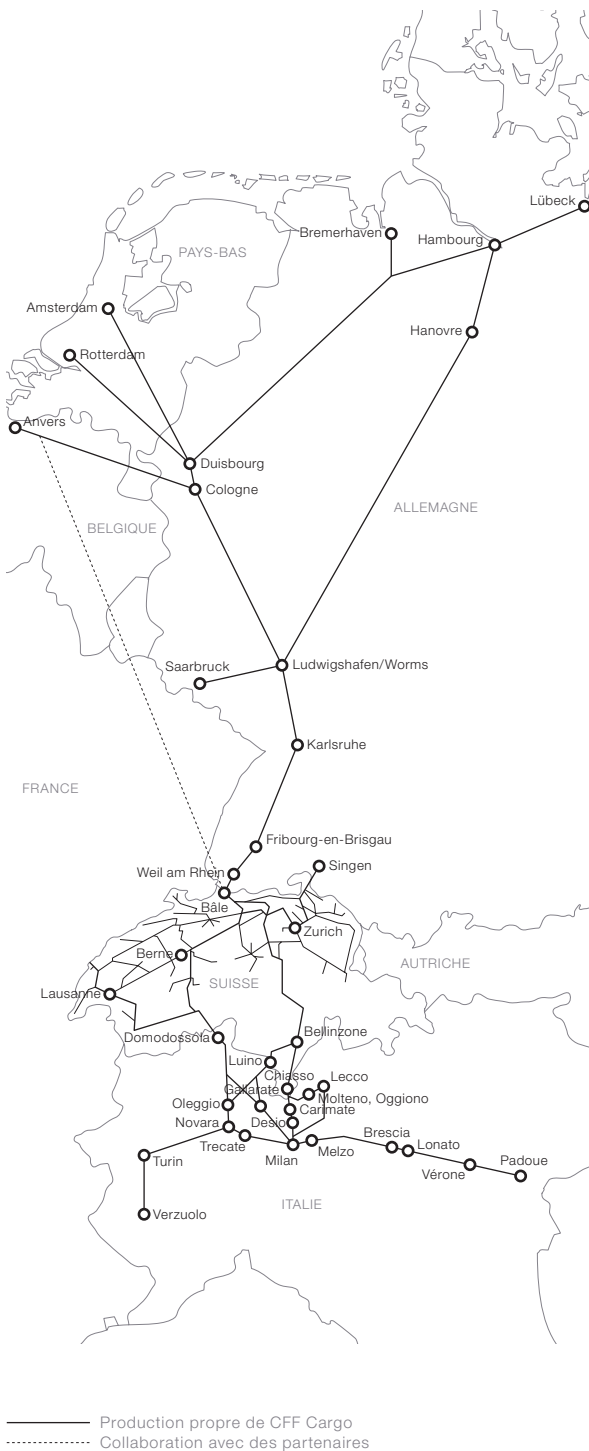 Lübeck
Bremerhaven
Hambourg
PAYS-BAS
Amsterdam
Hanovre
Rotterdam
Anvers
Duisbourg
Cologne
ALLEMAGNE
BELGIQUE
Saarbruck
Ludwigshafen/Worms
Karlsruhe
FRANCE
Fribourg-en-Brisgau
Weil am Rhein
Singen
Bâle
Zurich
Berne
AUTRICHE
SUISSE
Lausanne
Domodossola
Bellinzone
Luino
Chiasso
Lecco
Gallarate
Molteno, Oggiono
Oleggio
Carimate
Novara
Desio
Trecate
Milan
Melzo
Brescia
Lonato
Turin
Vérone
Padoue
Verzuolo
ITALIE
Production propre de CFF Cargo
Collaboration avec des partenaires